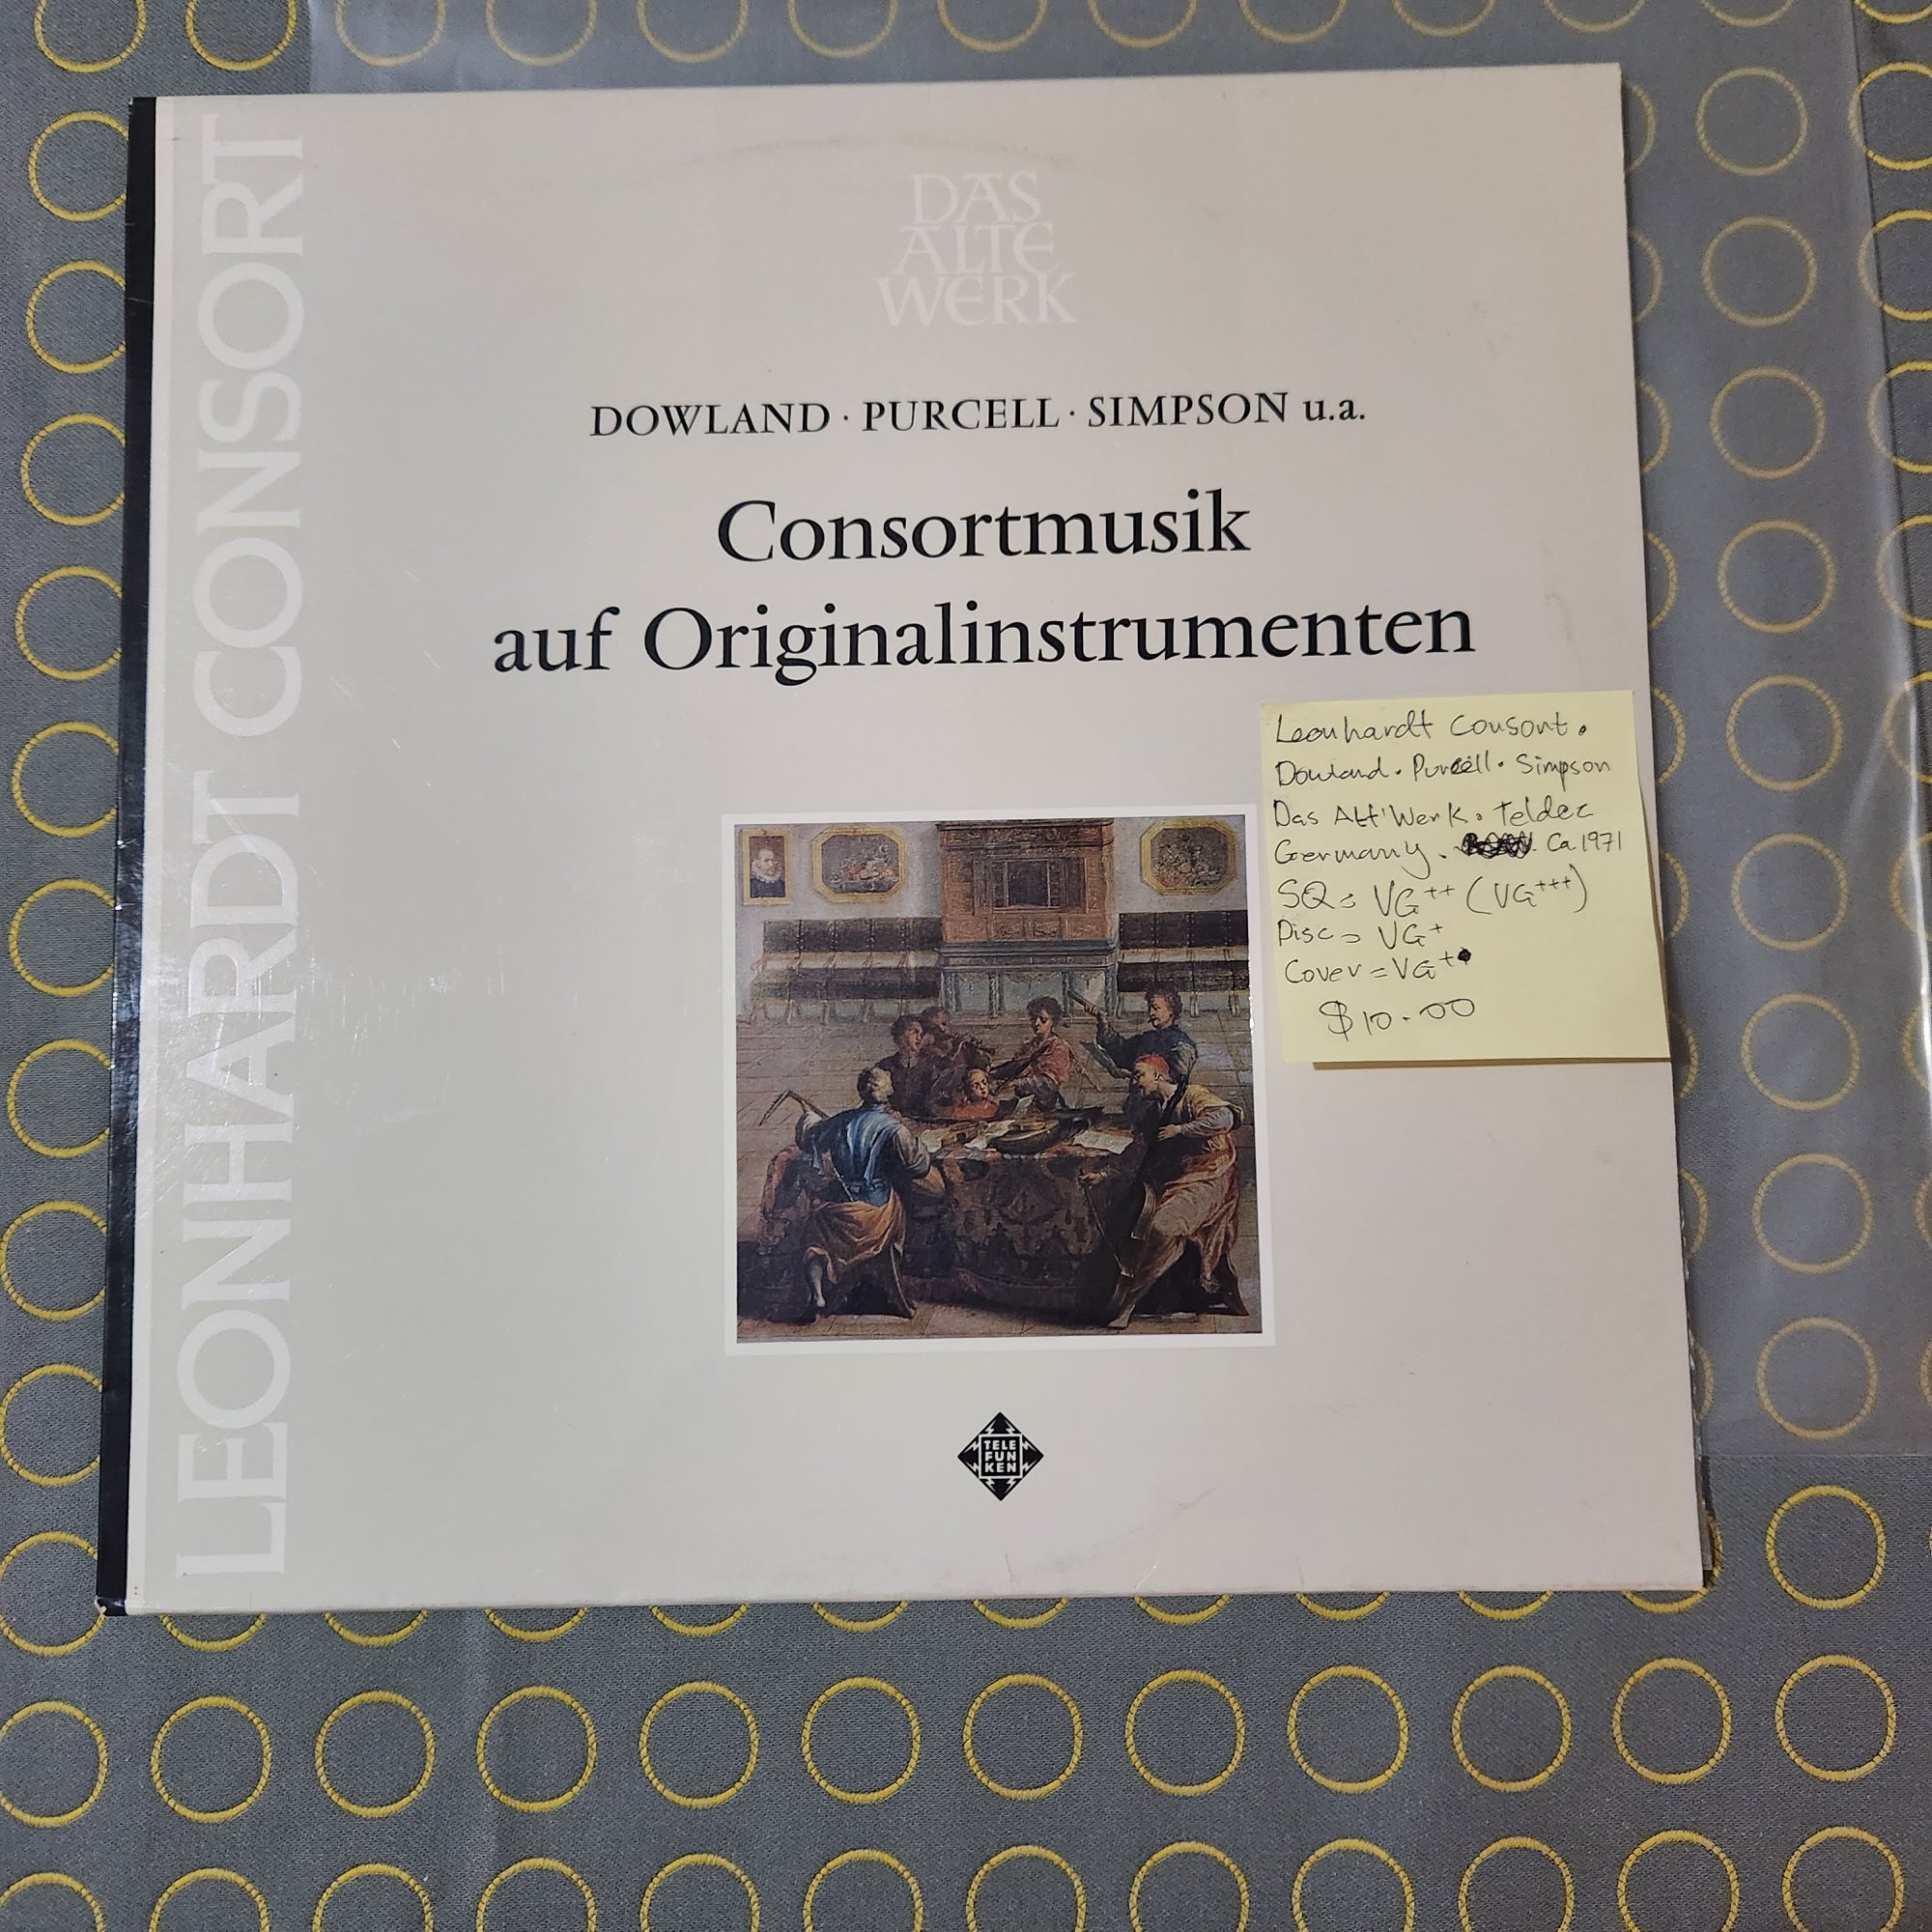 LEONHARDT CONSORT
DAS
ALTE
WERK
DOWLAND · PURCELL · SIMPSON u.a.
Consortmusik
auf Originalinstrumenten
Leonhardt Consort.
Dowland. Purcell. Simpson
Das Alt'Werk. Teldec
Germany. Ca 1971
SQ = VG++ (VG+++)
Disc = VG+
Cover = VG+
$10.00
TELE
FUN
KEN